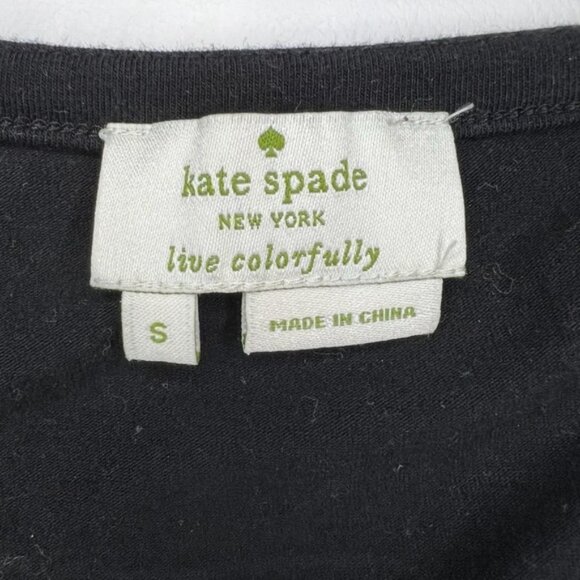 kate spade
NEW YORK
live colorfully
S
MADE IN CHINA